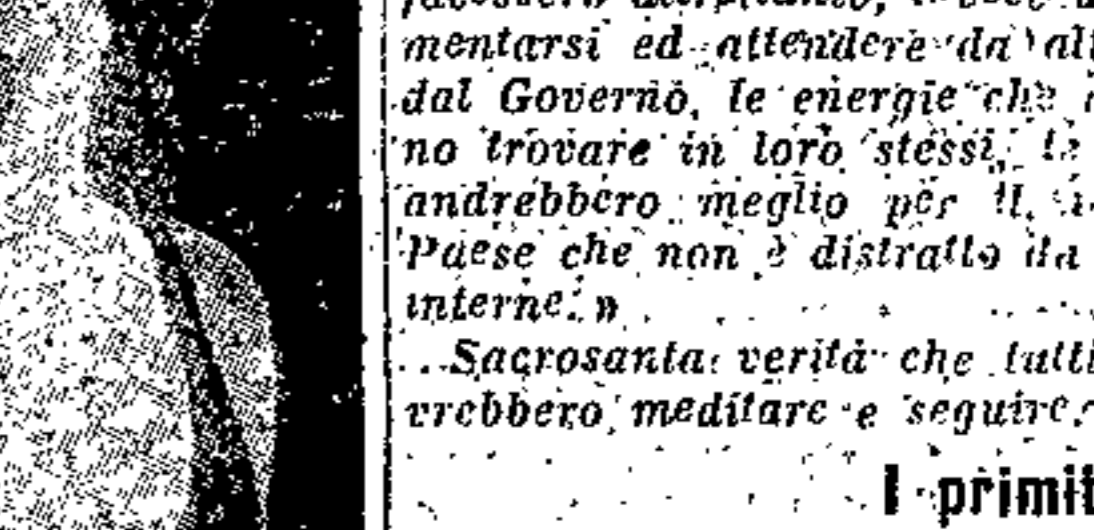 mentarsi ed attendere da
dal Governo, le energie che
no trovare in loro stessi,
andrebbero meglio per il
Paese che non è distratto da
interne. »
Sacrosanta verità che tutti
vrebbero meditare e seguire.
I primit